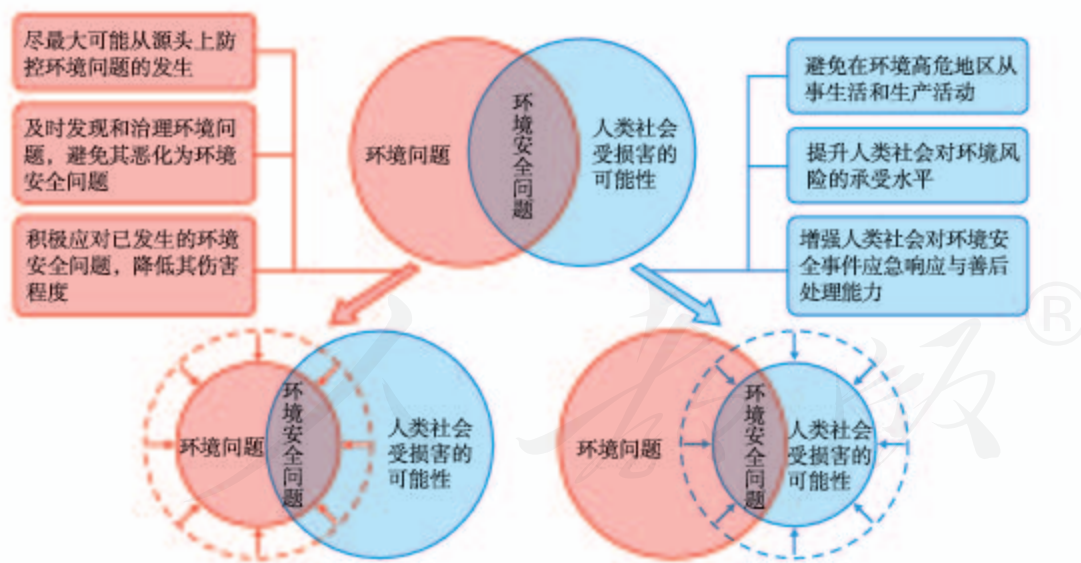 尽最大可能从源头上防
控环境问题的发生
及时发现和治理环境问
题，避免其恶化为环境
安全问题
积极应对已发生的环境
安全问题，降低其伤害
程度
环境问题
环境安全问题
人类社会
受损害的
可能性
避免在环境高危地区从
事生活和生产活动
提升人类社会对环境风
险的承受水平
增强人类社会对环境安
全事件应急响应与善后
处理能力
环境问题
环境安全问题
人类社会
受损害的
可能性
环境问题
环境安全问题
人类社会
受损害的
可能性
®